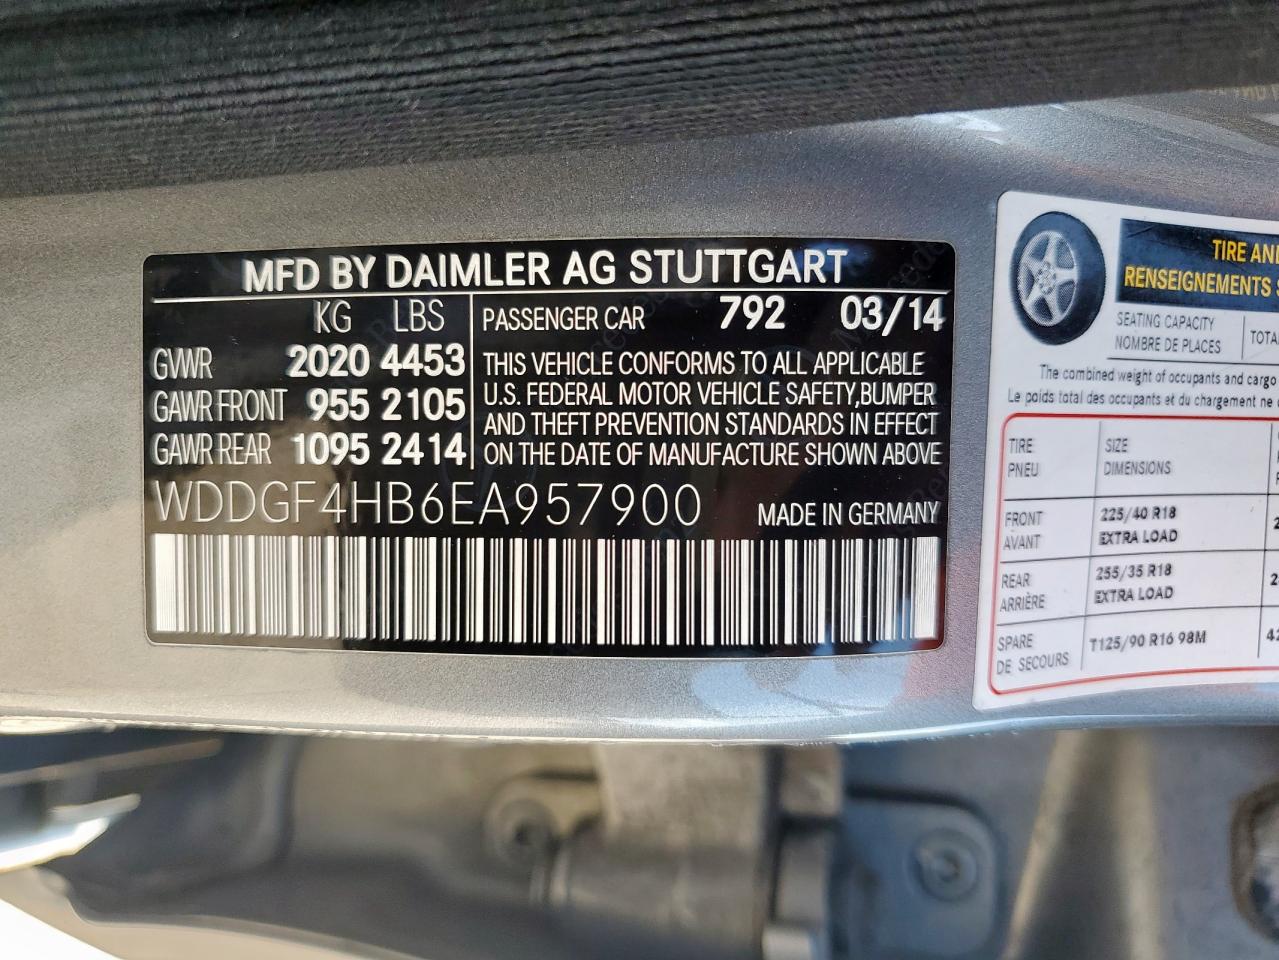 MFD BY DAIMLER AG STUTTGART
KG LBS
GVWR 2020 4453
GAWR FRONT 955 2105
GAWR REAR 1095 2414
PASSENGER CAR 792 03/14
THIS VEHICLE CONFORMS TO ALL APPLICABLE
U.S. FEDERAL MOTOR VEHICLE SAFETY,BUMPER
AND THEFT PREVENTION STANDARDS IN EFFECT
ON THE DATE OF MANUFACTURE SHOWN ABOVE
WDDGF4HB6EA957900 MADE IN GERMANY
TIRE AND
RENSEIGNEMENTS
SEATING CAPACITY
NOMBRE DE PLACES
The combined weight of occupants and cargo
Le poids total des occupants et du chargement ne
TIRE SIZE
PNEU DIMENSIONS
FRONT 225/40 R18
AVANT EXTRA LOAD
REAR 255/35 R18
ARRIÈRE EXTRA LOAD
SPARE T125/90 R16 98M
DE SECOURS